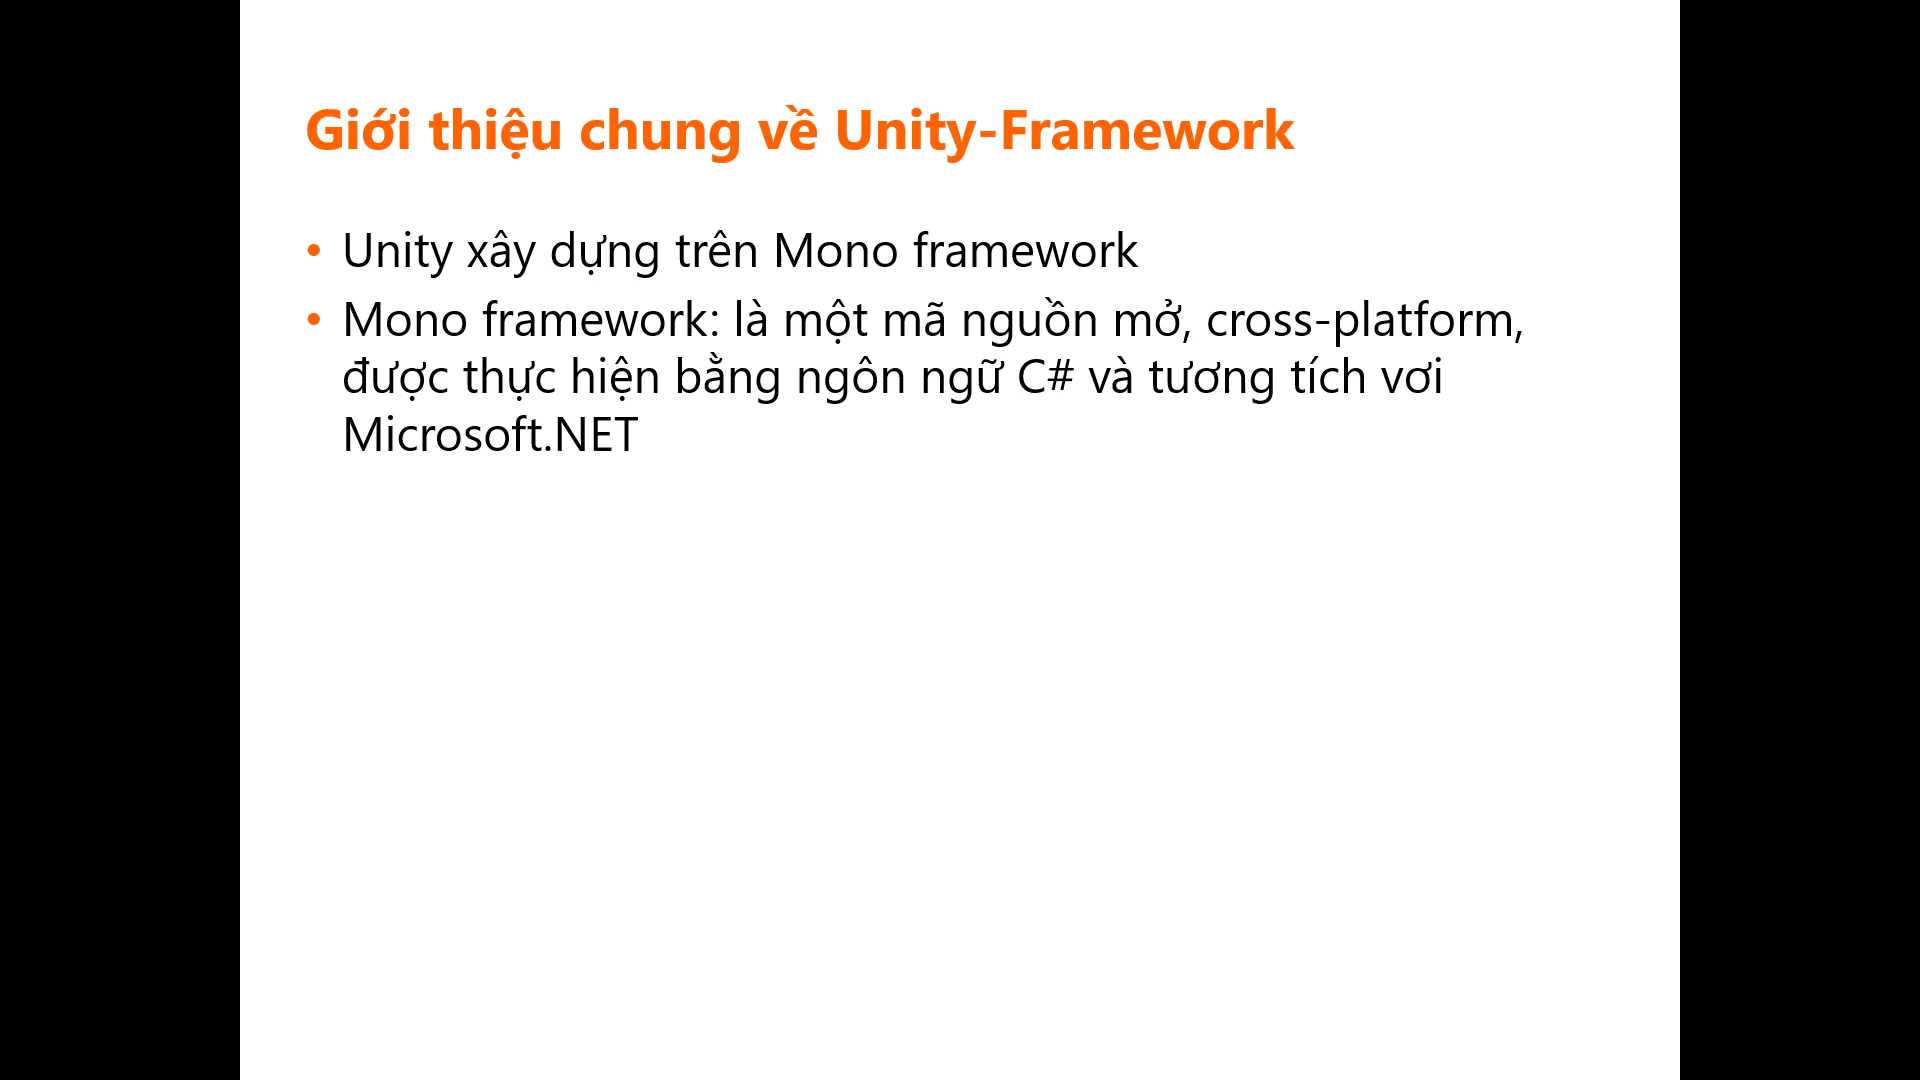 Giới thiệu chung về Unity-Framework
• Unity xây dựng trên Mono framework
• Mono framework: là một mã nguồn mở, cross-platform,
được thực hiện bằng ngôn ngữ C# và tương tích vơi
Microsoft.NET